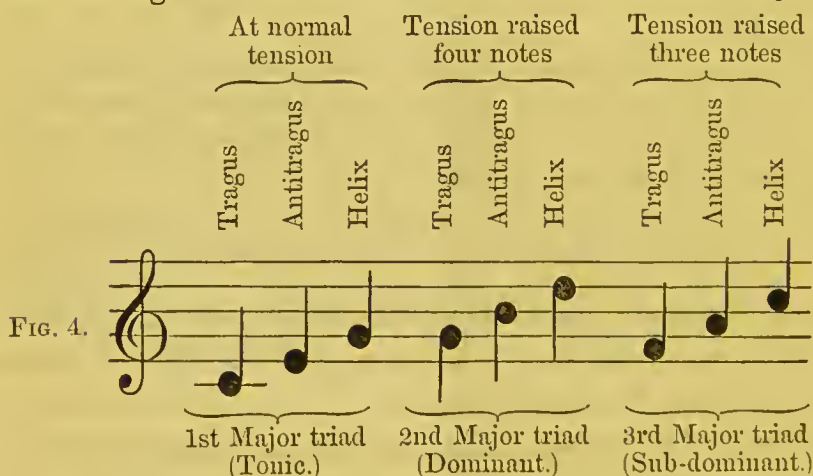 At normal
tension
Tension raised
four notes
Tension raised
three notes
Tragus
Antitragus
Helix
Tragus
Antitragus
Helix
Tragus
Antitragus
Helix
FIG. 4.
1st Major triad
(Tonic.)
2nd Major triad
(Dominant.)
3rd Major triad
(Sub-dominant.)